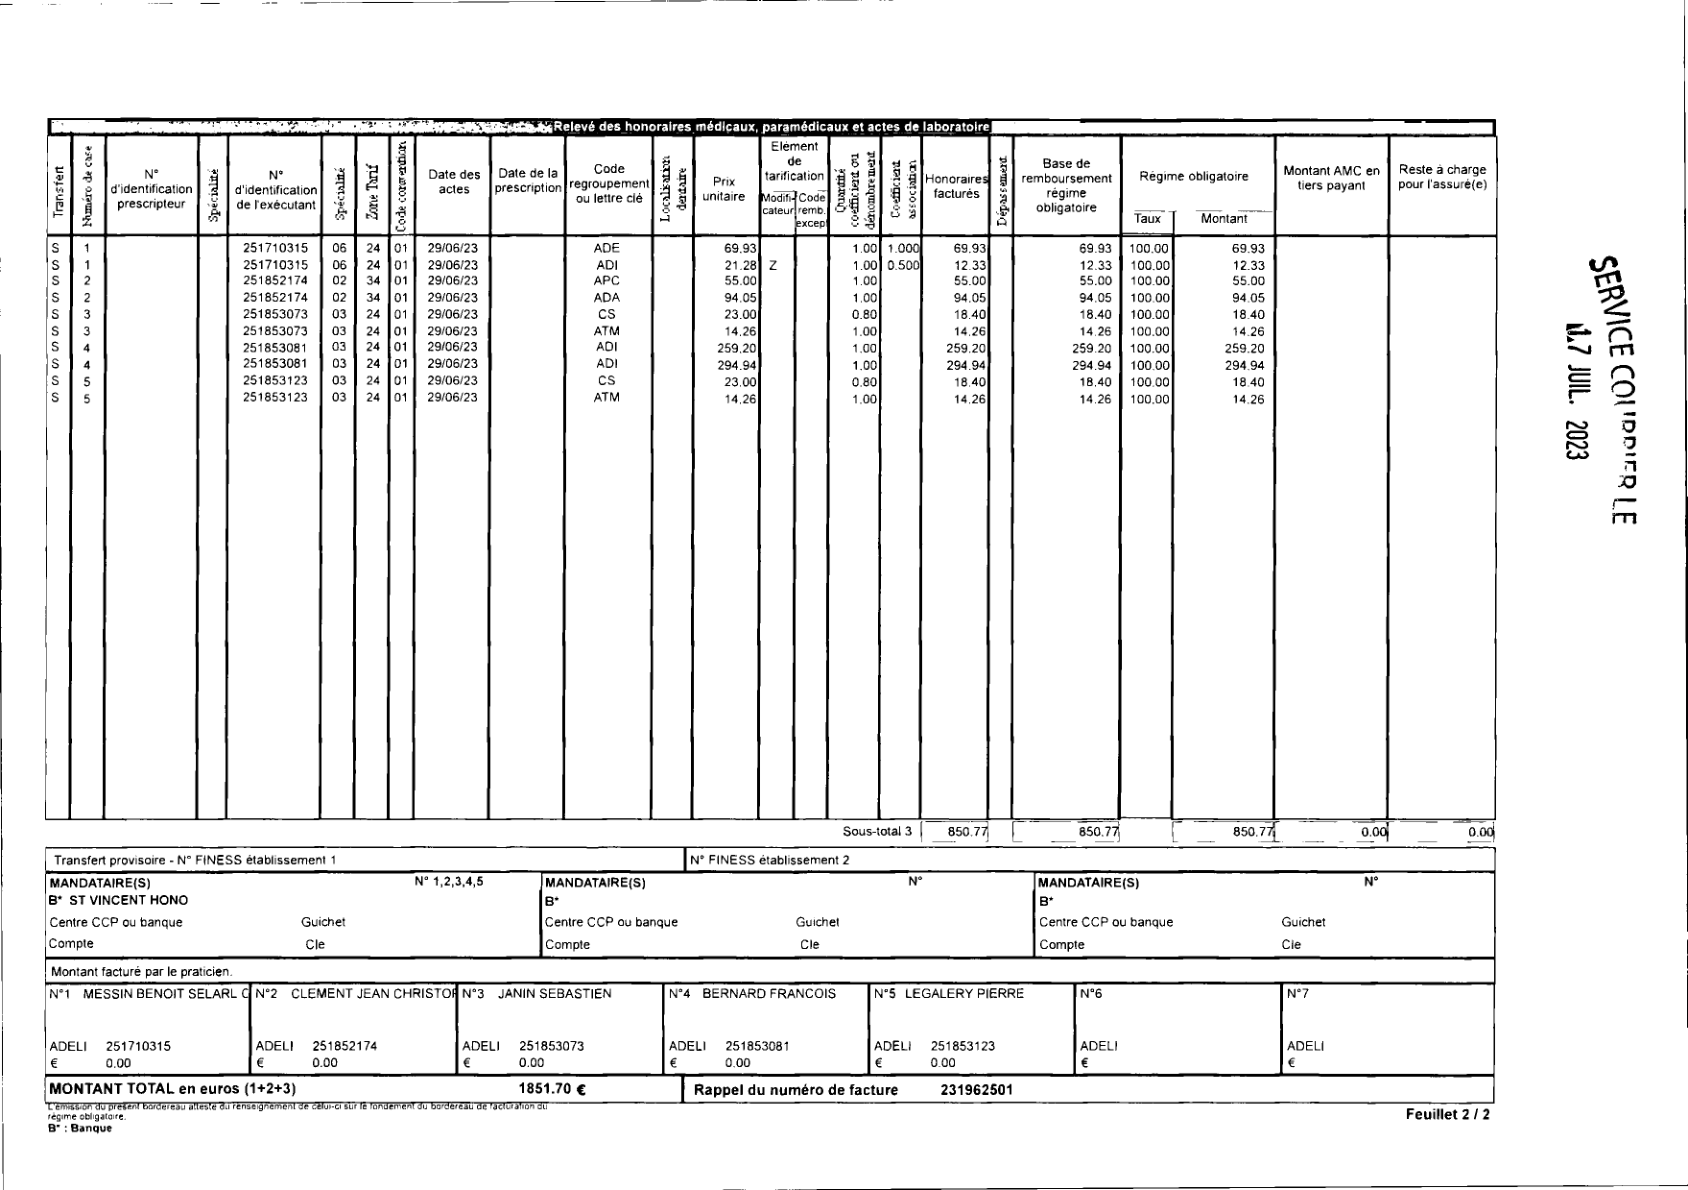 Relevé des honoraires médicaux, paramédicaux et actes de laboratoire
Transfert | Numéro de case | N° d'identification prescripteur | Spécialité | N° d'identification de l'exécutant | Spécialité | Zone Tarif | Code convention | Date des actes | Date de la prescription | Code regroupement ou lettre clé | Localisation dentaire | Prix unitaire | Elément de tarification | Modifi-cateur | Code remb. except | Quantité coefficient ou dénombrement | Coefficient association | Honoraires facturés | Dépassement | Base de remboursement régime obligatoire | Régime obligatoire | Taux | Montant | Montant AMC en tiers payant | Reste à charge pour l'assuré(e)
S 1 251710315 06 24 01 29/06/23 ADE 69.93 1.00 1.000 69.93 69.93 100.00 69.93
S 1 251710315 06 24 01 29/06/23 ADI 21.28 Z 1.00 0.500 12.33 12.33 100.00 12.33
S 2 251852174 02 34 01 29/06/23 APC 55.00 1.00 55.00 55.00 100.00 55.00
S 2 251852174 02 34 01 29/06/23 ADA 94.05 1.00 94.05 94.05 100.00 94.05
S 3 251853073 03 24 01 29/06/23 CS 23.00 0.80 18.40 18.40 100.00 18.40
S 3 251853073 03 24 01 29/06/23 ATM 14.26 1.00 14.26 14.26 100.00 14.26
S 4 251853081 03 24 01 29/06/23 ADI 259.20 1.00 259.20 259.20 100.00 259.20
S 4 251853081 03 24 01 29/06/23 ADI 294.94 1.00 294.94 294.94 100.00 294.94
S 5 251853123 03 24 01 29/06/23 CS 23.00 0.80 18.40 18.40 100.00 18.40
S 5 251853123 03 24 01 29/06/23 ATM 14.26 1.00 14.26 14.26 100.00 14.26
Sous-total 3 850.77 850.77 850.77 0.00 0.00
Transfert provisoire - N° FINESS établissement 1 N° FINESS établissement 2
MANDATAIRE(S) N° 1,2,3,4,5 MANDATAIRE(S) N° MANDATAIRE(S) N°
B* ST VINCENT HONO B* B*
Centre CCP ou banque Guichet Centre CCP ou banque Guichet Centre CCP ou banque Guichet
Compte Cle Compte Cle Compte Cle
Montant facturé par le praticien.
N°1 MESSIN BENOIT SELARL C N°2 CLEMENT JEAN CHRISTOF N°3 JANIN SEBASTIEN N°4 BERNARD FRANCOIS N°5 LEGALERY PIERRE N°6 N°7
ADELI 251710315 ADELI 251852174 ADELI 251853073 ADELI 251853081 ADELI 251853123 ADELI ADELI
€ 0.00 € 0.00 € 0.00 € 0.00 € 0.00 € €
MONTANT TOTAL en euros (1+2+3) 1851.70 € Rappel du numéro de facture 231962501
L'émission du présent bordereau atteste du renseignement de celui-ci sur le fondement du bordereau de facturation du
régime obligatoire.
B* : Banque
Feuillet 2 / 2
SERVICE COURRIER LE
17 JUIL. 2023